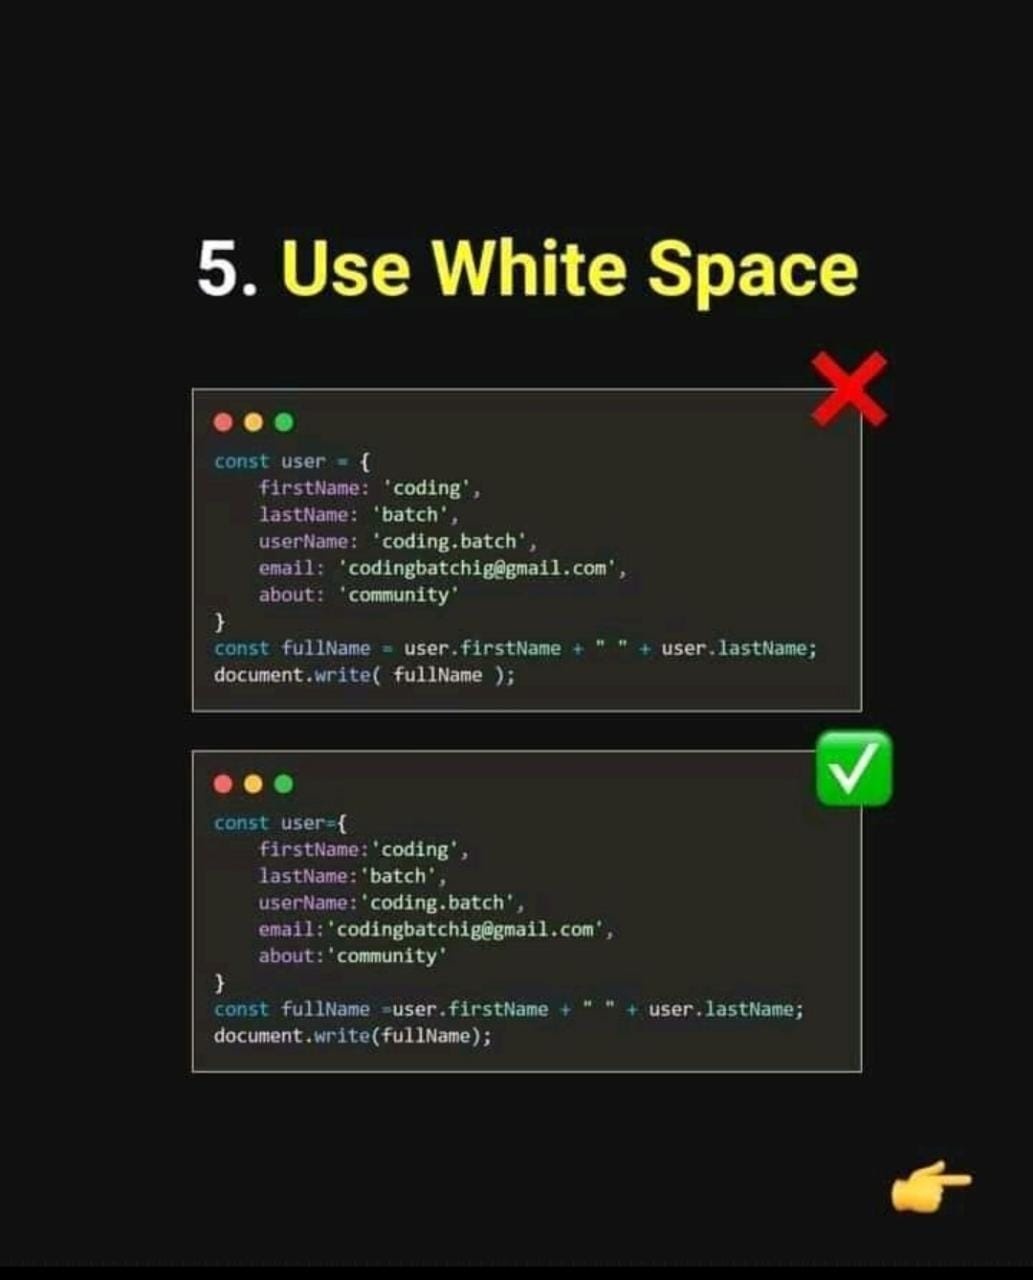 5. Use White Space
const user = {
    firstName: 'coding',
    lastName: 'batch',
    userName: 'coding.batch',
    email: 'codingbatchig@gmail.com',
    about: 'community'
}
const fullName = user.firstName + " " + user.lastName;
document.write( fullName );
const user={
    firstName:'coding',
    lastName:'batch',
    userName:'coding.batch',
    email:'codingbatchig@gmail.com',
    about:'community'
}
const fullName =user.firstName + " " + user.lastName;
document.write(fullName);